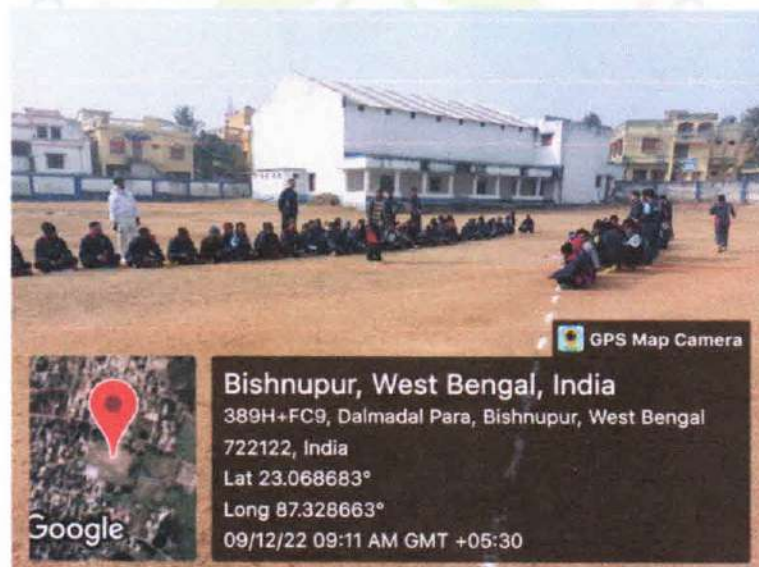 GPS Map Camera
Bishnupur, West Bengal, India
389H+FC9, Dalmadal Para, Bishnupur, West Bengal
722122, India
Lat 23.068683°
Long 87.328663°
09/12/22 09:11 AM GMT +05:30
Google